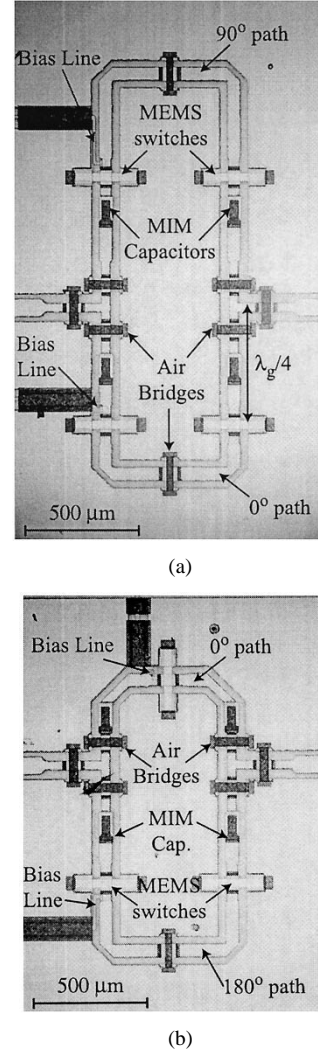 90° path
Bias Line
MEMS
switches
MIM
Capacitors
Bias
Line
Air
Bridges
λg/4
500 μm
0° path
(a)
Bias Line
0° path
Air
Bridges
MIM
Cap.
Bias
Line
MEMS
switches
500 μm
180° path
(b)